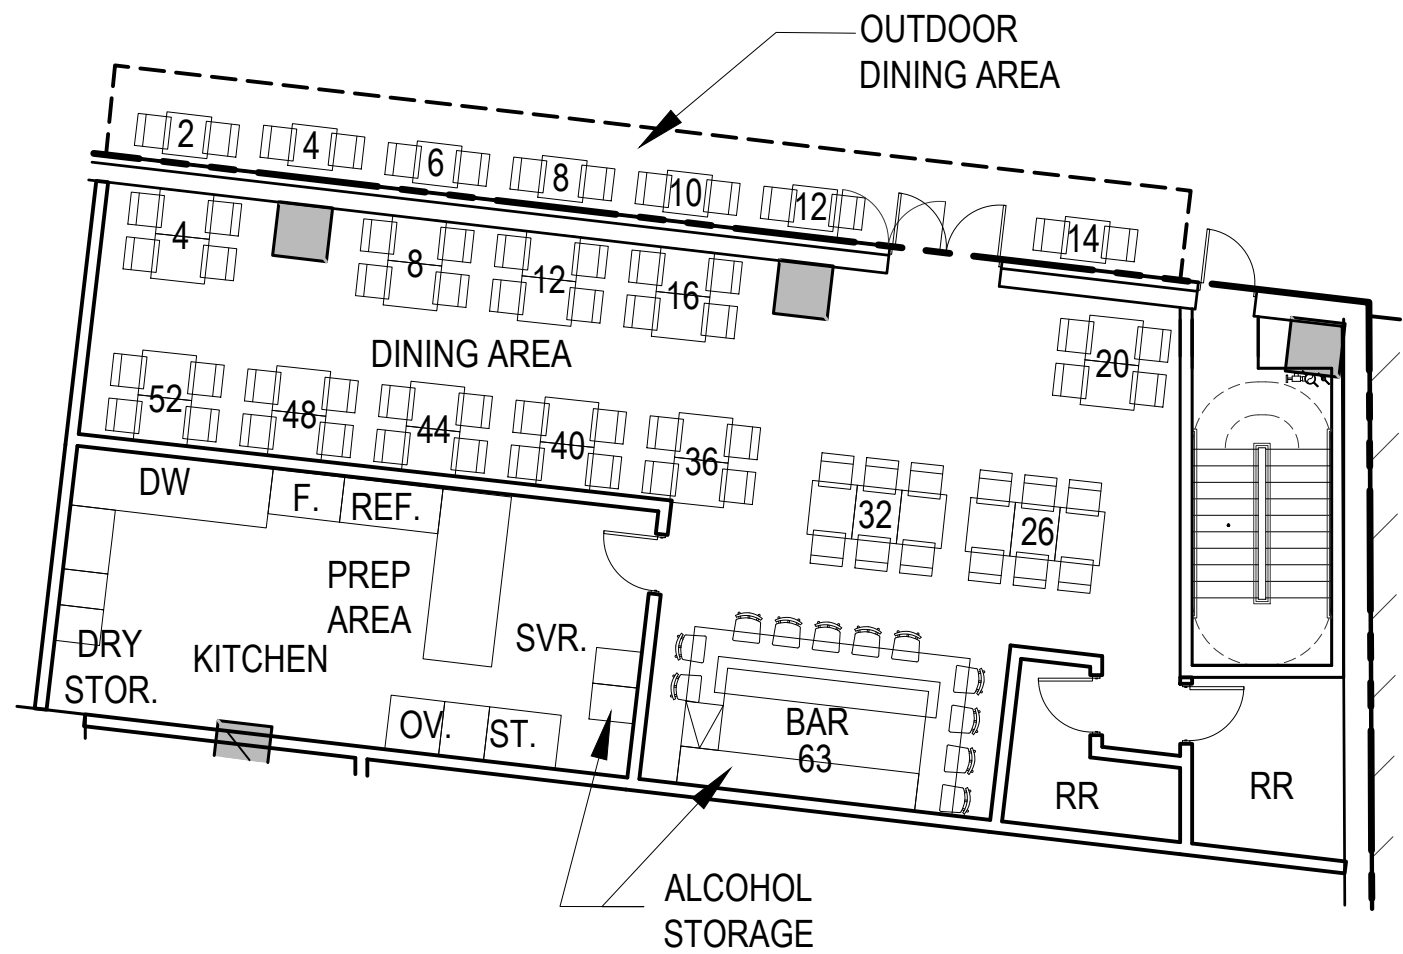 OUTDOOR
DINING AREA
2
4
6
8
10
12
14
4
8
12
16
20
DINING AREA
52
48
44
40
36
32
26
DW
F.
REF.
PREP
AREA
SVR.
DRY
STOR.
KITCHEN
OV.
ST.
BAR
63
RR
RR
ALCOHOL
STORAGE